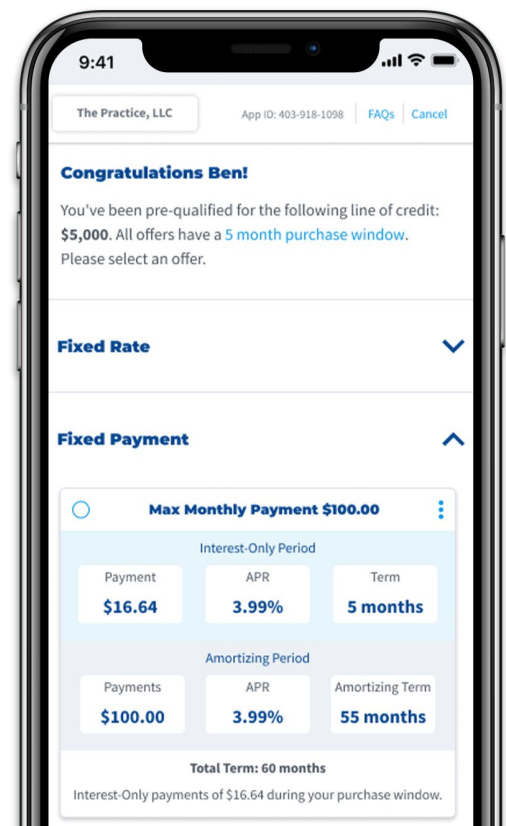 9:41
The Practice, LLC
App ID: 403-918-1098
FAQs
Cancel
Congratulations Ben!
You've been pre-qualified for the following line of credit:
$5,000. All offers have a 5 month purchase window.
Please select an offer.
Fixed Rate
Fixed Payment
Max Monthly Payment $100.00
Interest-Only Period
Payment APR Term
$16.64 3.99% 5 months
Amortizing Period
Payments APR Amortizing Term
$100.00 3.99% 55 months
Total Term: 60 months
Interest-Only payments of $16.64 during your purchase window.